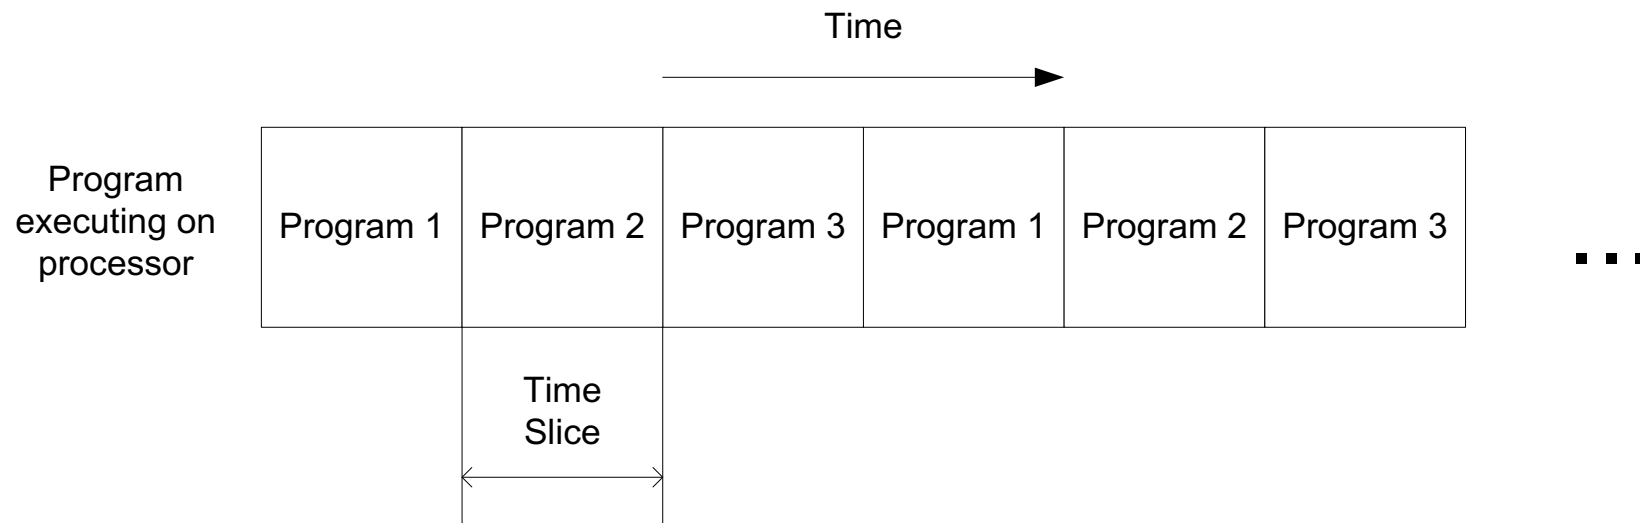 Time
Program
executing on
processor
Program 1
Program 2
Program 3
Program 1
Program 2
Program 3
Time
Slice